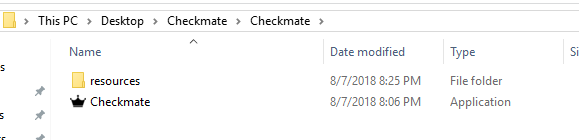 This PC > Desktop > Checkmate > Checkmate >
Name Date modified Type
resources 8/7/2018 8:25 PM File folder
Checkmate 8/7/2018 8:06 PM Application